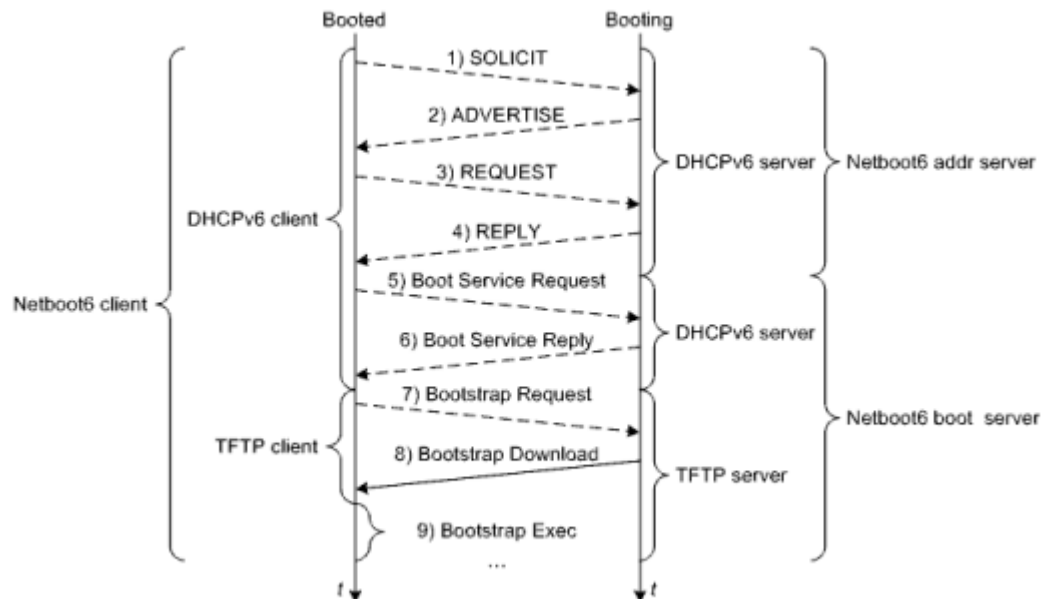 Booted
Booting
1) SOLICIT
2) ADVERTISE
DHCPv6 server
Netboot6 addr server
3) REQUEST
DHCPv6 client
4) REPLY
5) Boot Service Request
Netboot6 client
6) Boot Service Reply
DHCPv6 server
7) Bootstrap Request
Netboot6 boot server
TFTP client
8) Bootstrap Download
TFTP server
9) Bootstrap Exec
...
t
t